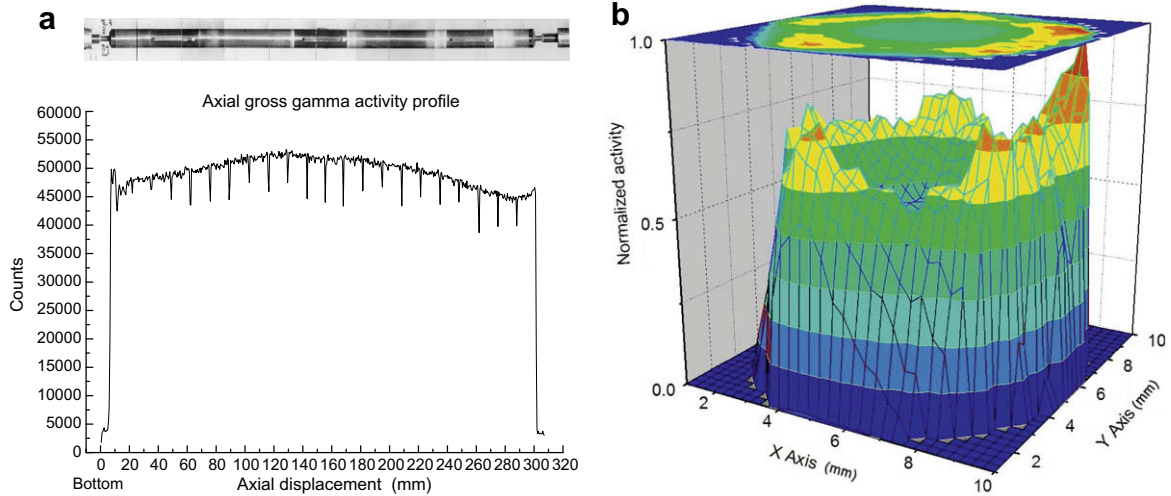 a
Axial gross gamma activity profile
60000
55000
50000
45000
40000
35000
30000
25000
20000
15000
10000
5000
0
Counts
0 20 40 60 80 100 120 140 160 180 200 220 240 260 280 300 320
Bottom
Axial displacement (mm)
b
1.0
0.5
0.0
Normalized activity
2 4 6 8 10
X Axis (mm)
2 4 6 8 10
Y Axis (mm)